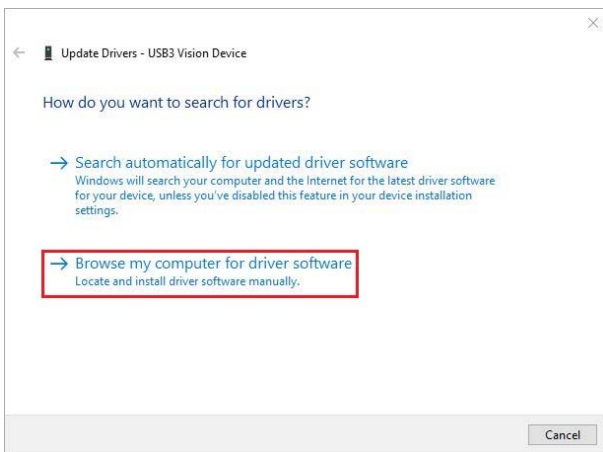 Update Drivers - USB3 Vision Device
How do you want to search for drivers?
Search automatically for updated driver software
Windows will search your computer and the Internet for the latest driver software
for your device, unless you've disabled this feature in your device installation
settings.
Browse my computer for driver software
Locate and install driver software manually.
Cancel